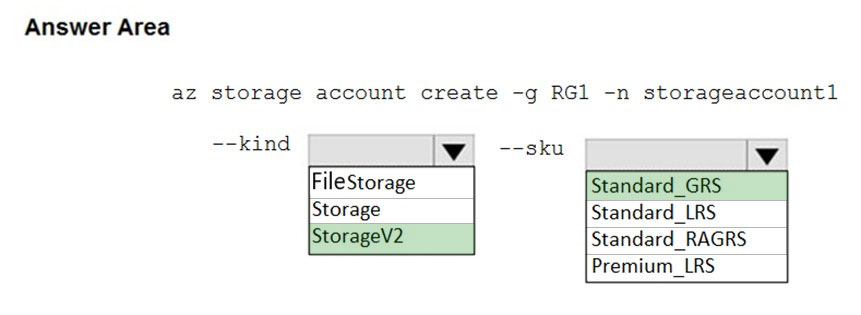 Answer Area
az storage account create -g RG1 -n storageaccount1
--kind
FileStorage
Storage
StorageV2
--sku
Standard_GRS
Standard_LRS
Standard_RAGRS
Premium_LRS